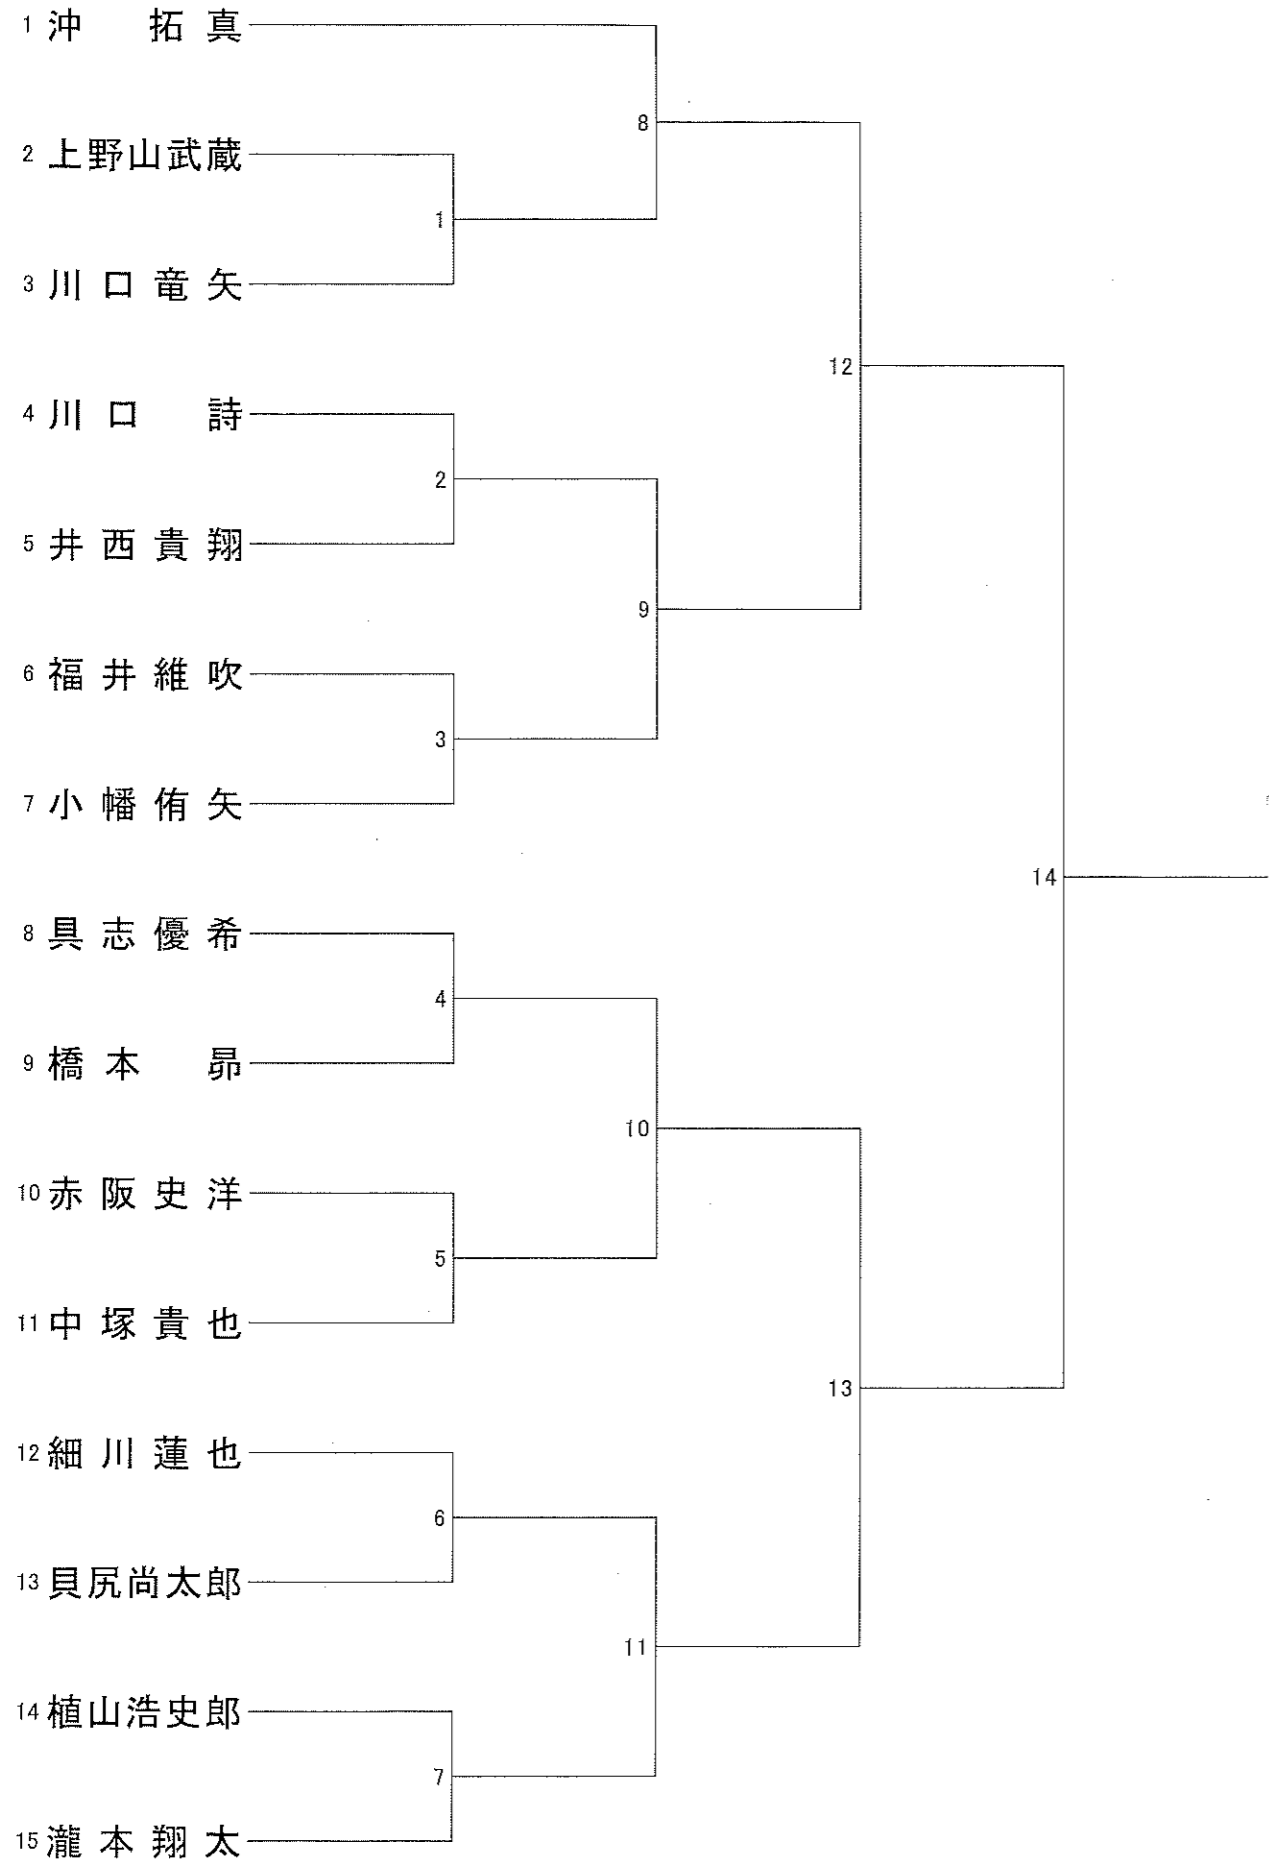 1 沖 拓真
8
2 上野山武蔵
1
3 川口竜矢
12
4 川口 詩
2
5 井西貴翔
9
6 福井維吹
3
7 小幡侑矢
14
8 具志優希
4
9 橋本 昴
10
10 赤阪史洋
5
11 中塚貴也
13
12 細川蓮也
6
13 貝尻尚太郎
11
14 植山浩史郎
7
15 瀧本翔太